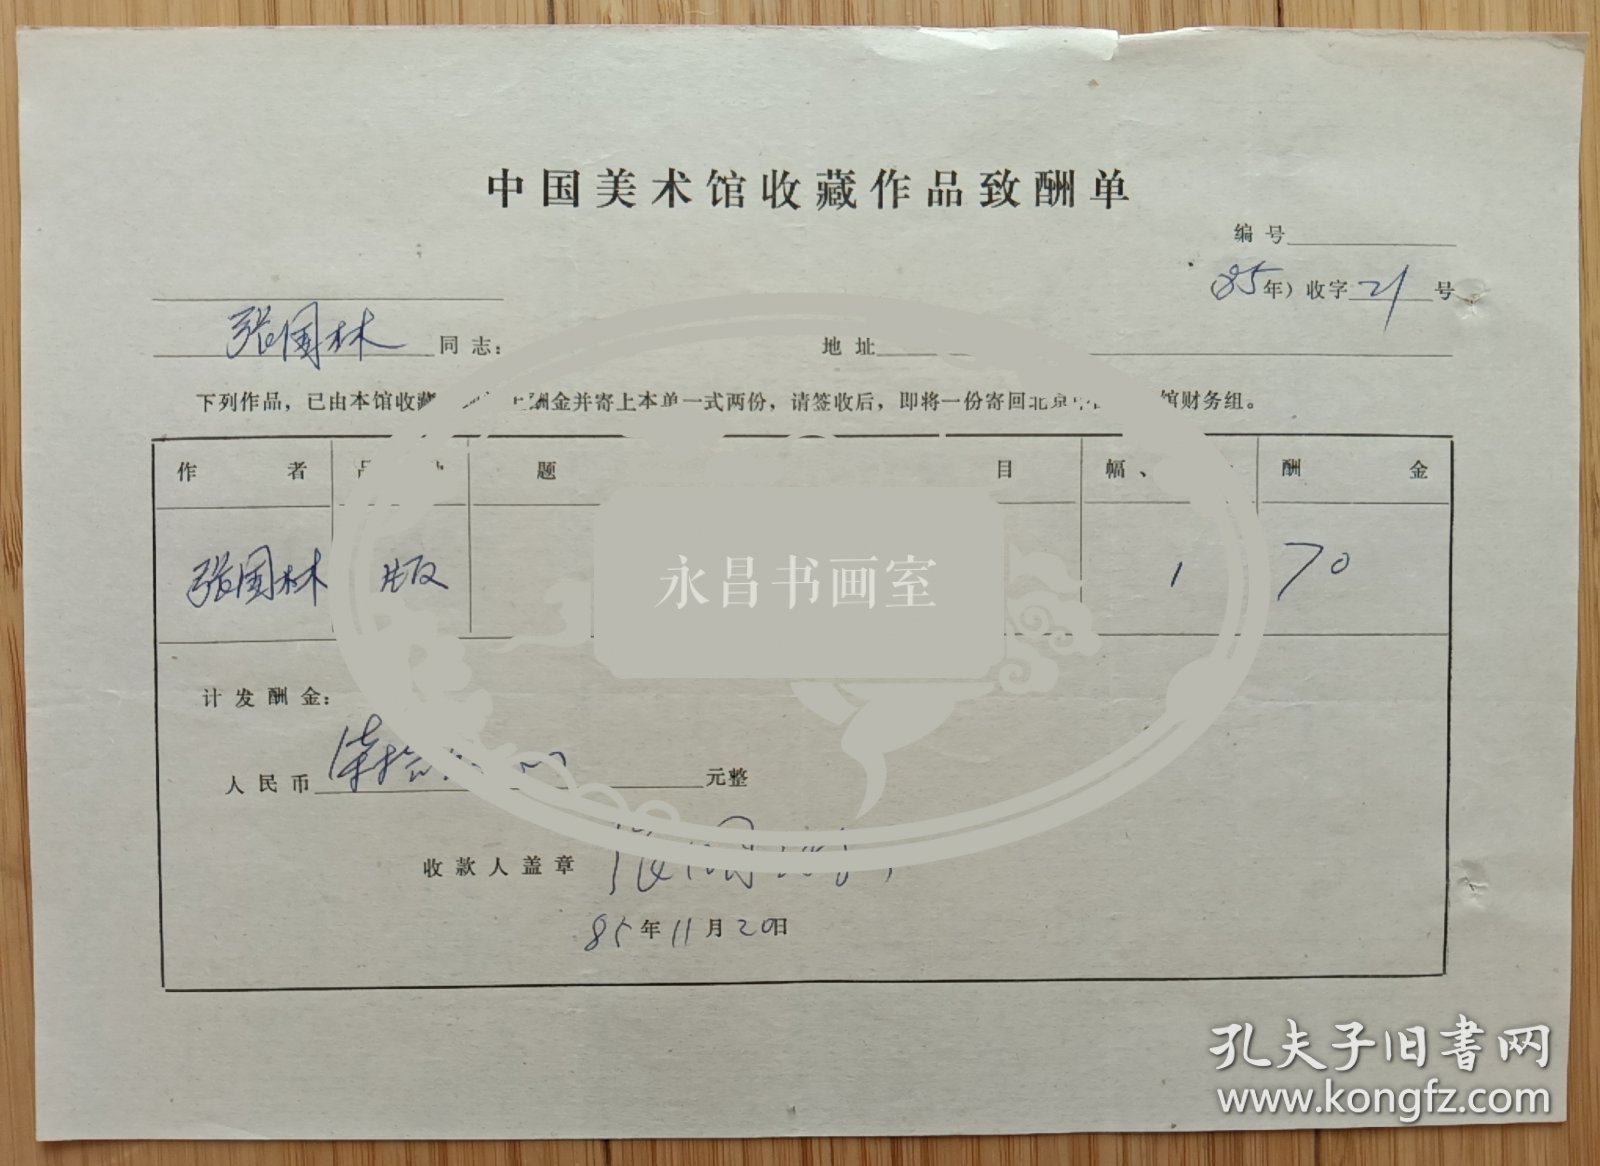 中国美术馆收藏作品致酬单
编号
(85年) 收字 21 号
张国林 同志： 地址
下列作品，已由本馆收藏 酬金并寄上本单一式两份，请签收后，即将一份寄回北京 馆财务组。
作者 题目 幅、 酬金
张国林 版 1 70
永昌书画室
计发酬金：
人民币 柒拾 元整
收款人盖章 张国林
85年11月20日
孔夫子旧书网
www.kongfz.com